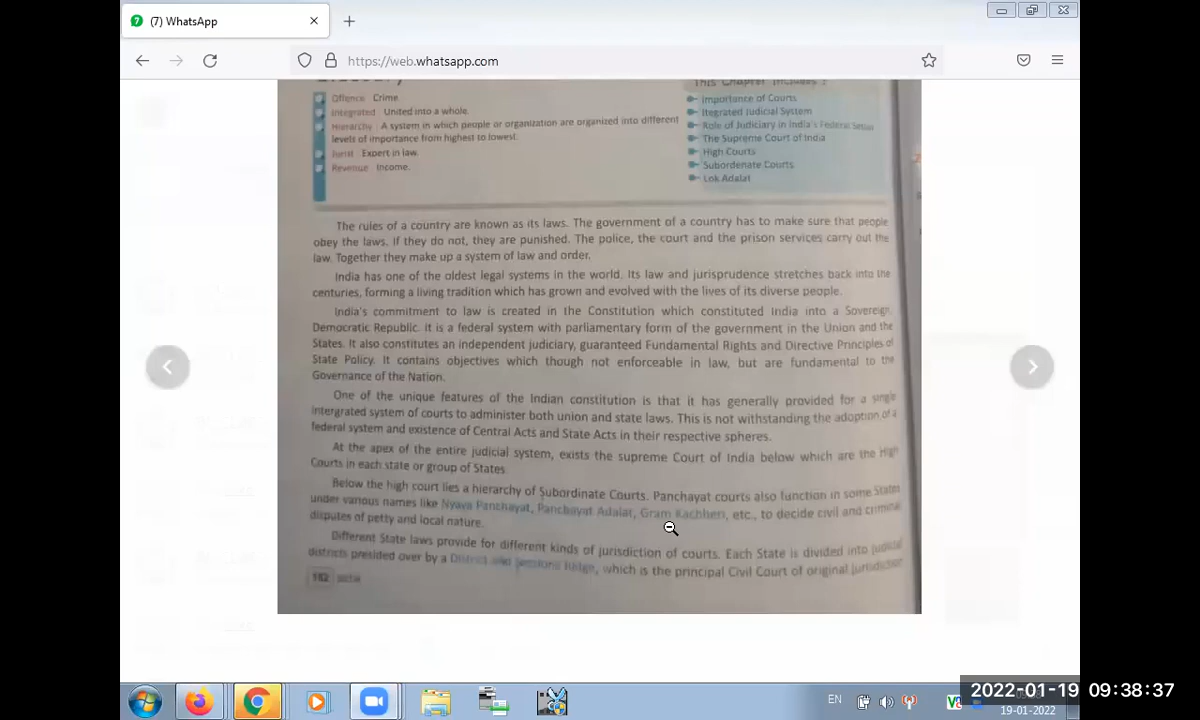 (7) WhatsApp
https://web.whatsapp.com
This Chapter Includes :
Offence Crime.
Integrated United into a whole.
Hierarchy A system in which people or organization are organized into different
levels of importance from highest to lowest.
Jurist Expert in law.
Revenue Income.
Importance of Courts
Itegrated Judicial System
Role of Judiciary in India's Federal Setup
The Supreme Court of India
High Courts
Subordenate Courts
Lok Adalat
The rules of a country are known as its laws. The government of a country has to make sure that people
obey the laws. If they do not, they are punished. The police, the court and the prison services carry out the
law. Together they make up a system of law and order.
India has one of the oldest legal systems in the world. Its law and jurisprudence stretches back into the
centuries, forming a living tradition which has grown and evolved with the lives of its diverse people.
India's commitment to law is created in the Constitution which constituted India into a Sovereign
Democratic Republic. It is a federal system with parliamentary form of the government in the Union and the
States. It also constitutes an independent judiciary, guaranteed Fundamental Rights and Directive Principles of
State Policy. It contains objectives which though not enforceable in law, but are fundamental to the
Governance of the Nation.
One of the unique features of the Indian constitution is that it has generally provided for a single
intergrated system of courts to administer both union and state laws. This is not withstanding the adoption of a
federal system and existence of Central Acts and State Acts in their respective spheres.
At the apex of the entire judicial system, exists the supreme Court of India below which are the High
Courts in each state or group of States.
Below the high court lies a hierarchy of Subordinate Courts. Panchayat courts also function in some States
under various names like Nyaya Panchayat, Panchayat Adalat, Gram Kachheri, etc., to decide civil and criminal
disputes of petty and local nature.
Different State laws provide for different kinds of jurisdiction of courts. Each State is divided into judicial
districts presided over by a District and Sessions Judge, which is the principal Civil Court of original jurisdiction
182
EN
2022-01-19 09:38:37
19-01-2022